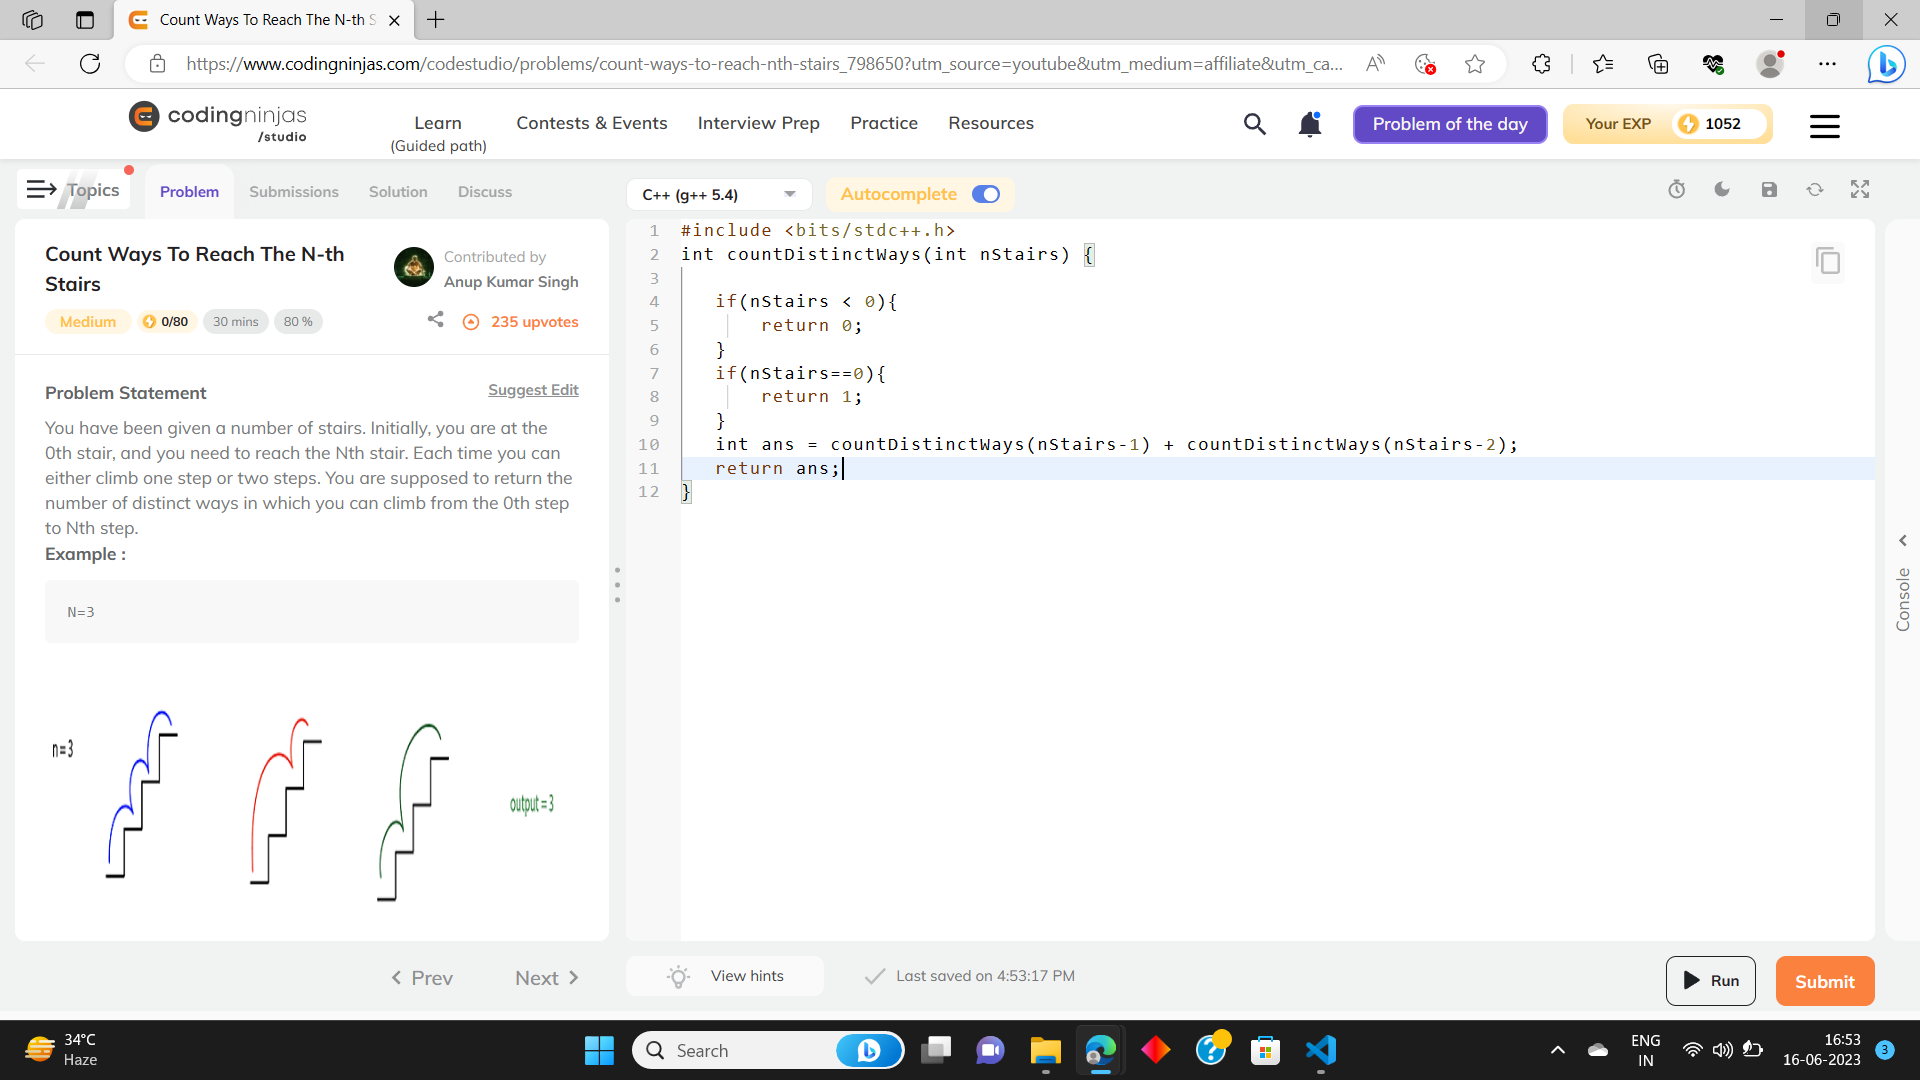 Count Ways To Reach The N-th S
https://www.codingninjas.com/codestudio/problems/count-ways-to-reach-nth-stairs_798650?utm_source=youtube&utm_medium=affiliate&utm_ca...
codingninjas
/studio
Learn
(Guided path)
Contests & Events
Interview Prep
Practice
Resources
Problem of the day
Your EXP
1052
Topics
Problem
Submissions
Solution
Discuss
C++ (g++ 5.4)
Autocomplete
Count Ways To Reach The N-th
Stairs
Contributed by
Anup Kumar Singh
Medium
0/80
30 mins
80 %
235 upvotes
Problem Statement
Suggest Edit
You have been given a number of stairs. Initially, you are at the
0th stair, and you need to reach the Nth stair. Each time you can
either climb one step or two steps. You are supposed to return the
number of distinct ways in which you can climb from the 0th step
to Nth step.
Example :
N=3
n=3
output = 3
1 #include <bits/stdc++.h>
2 int countDistinctWays(int nStairs) {
3
4 if(nStairs < 0){
5 return 0;
6 }
7 if(nStairs==0){
8 return 1;
9 }
10 int ans = countDistinctWays(nStairs-1) + countDistinctWays(nStairs-2);
11 return ans;
12 }
Console
Prev
Next
View hints
Last saved on 4:53:17 PM
Run
Submit
34°C
Haze
Search
ENG
IN
16:53
16-06-2023
3